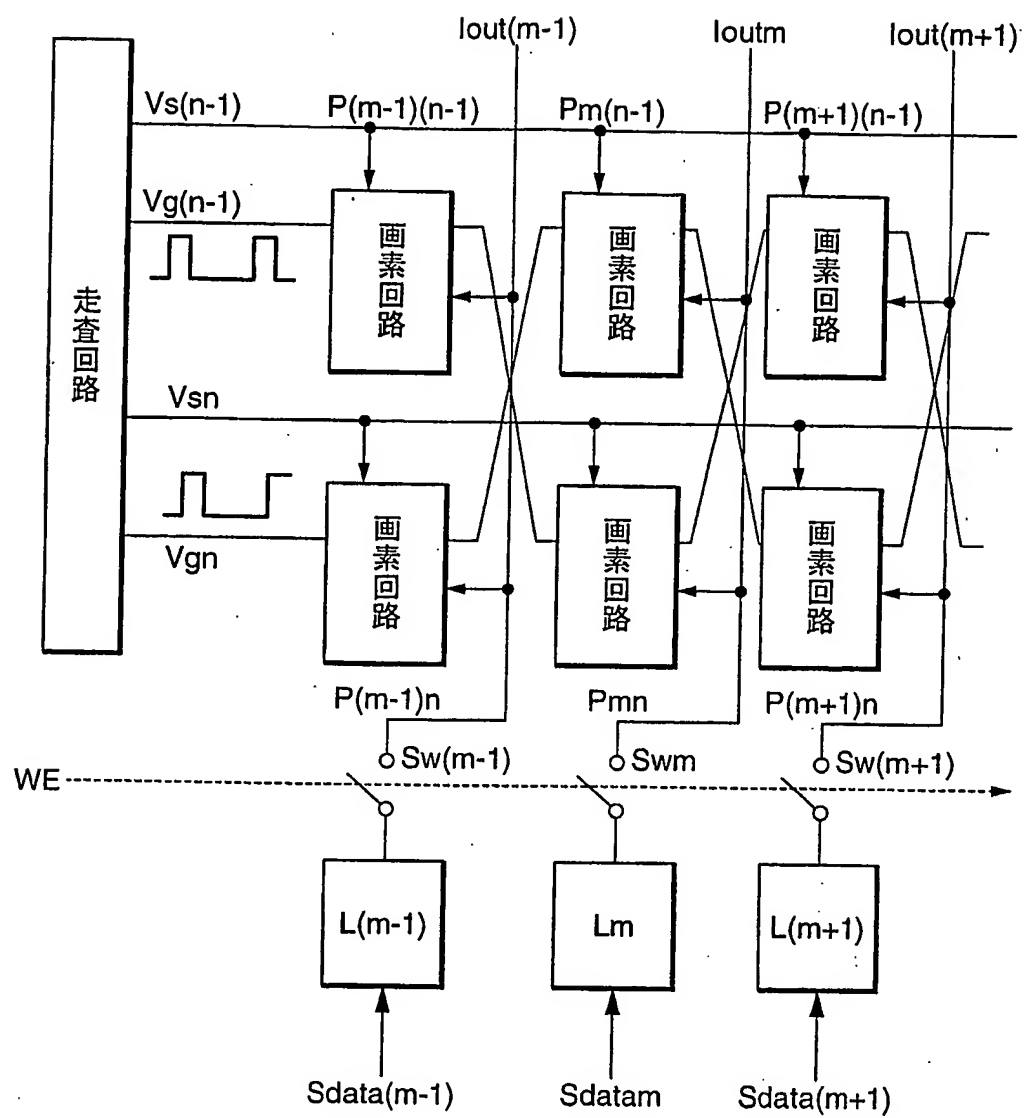 Iout(m-1)
Ioutm
Iout(m+1)
Vs(n-1)
P(m-1)(n-1)
Pm(n-1)
P(m+1)(n-1)
Vg(n-1)
画素回路
画素回路
画素回路
走査回路
Vsn
Vgn
画素回路
画素回路
画素回路
P(m-1)n
Pmn
P(m+1)n
Sw(m-1)
Swm
Sw(m+1)
WE
L(m-1)
Lm
L(m+1)
Sdata(m-1)
Sdatam
Sdata(m+1)